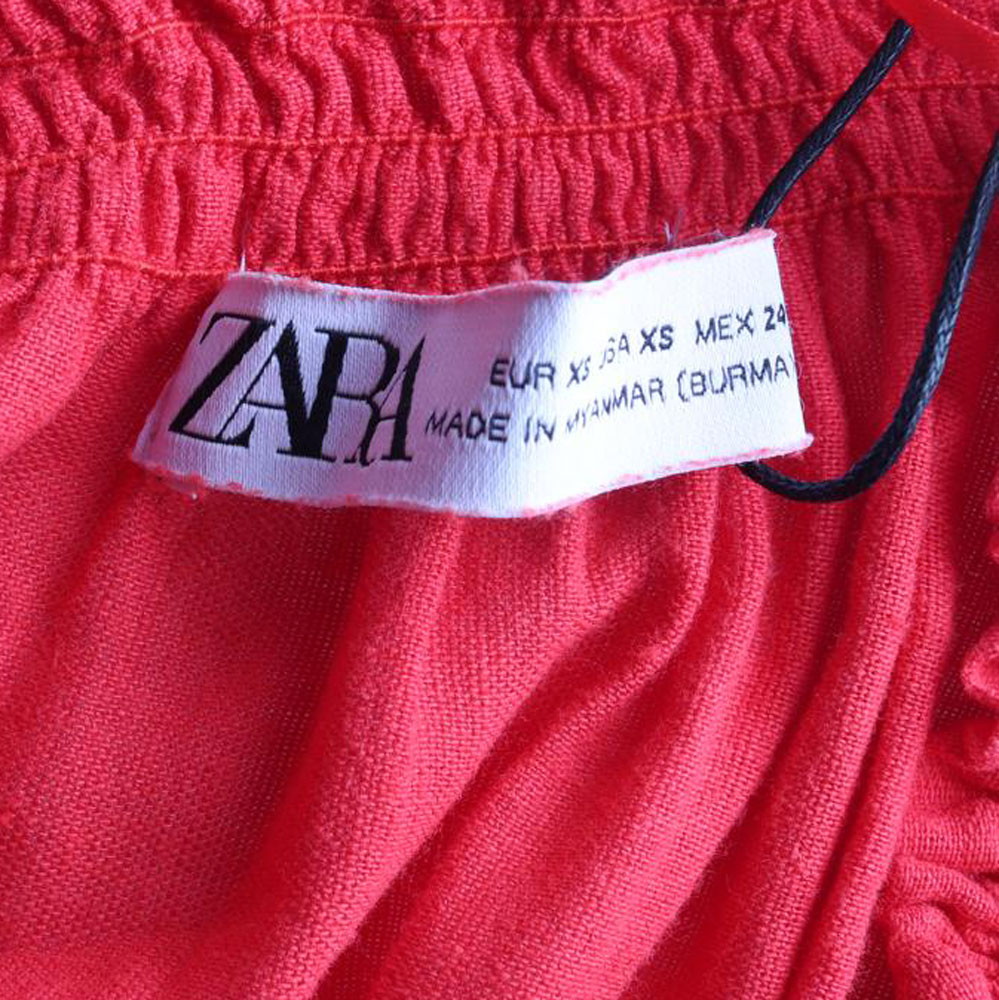 ZARA
EUR XS USA XS MEX 24
MADE IN MYANMAR (BURMA)